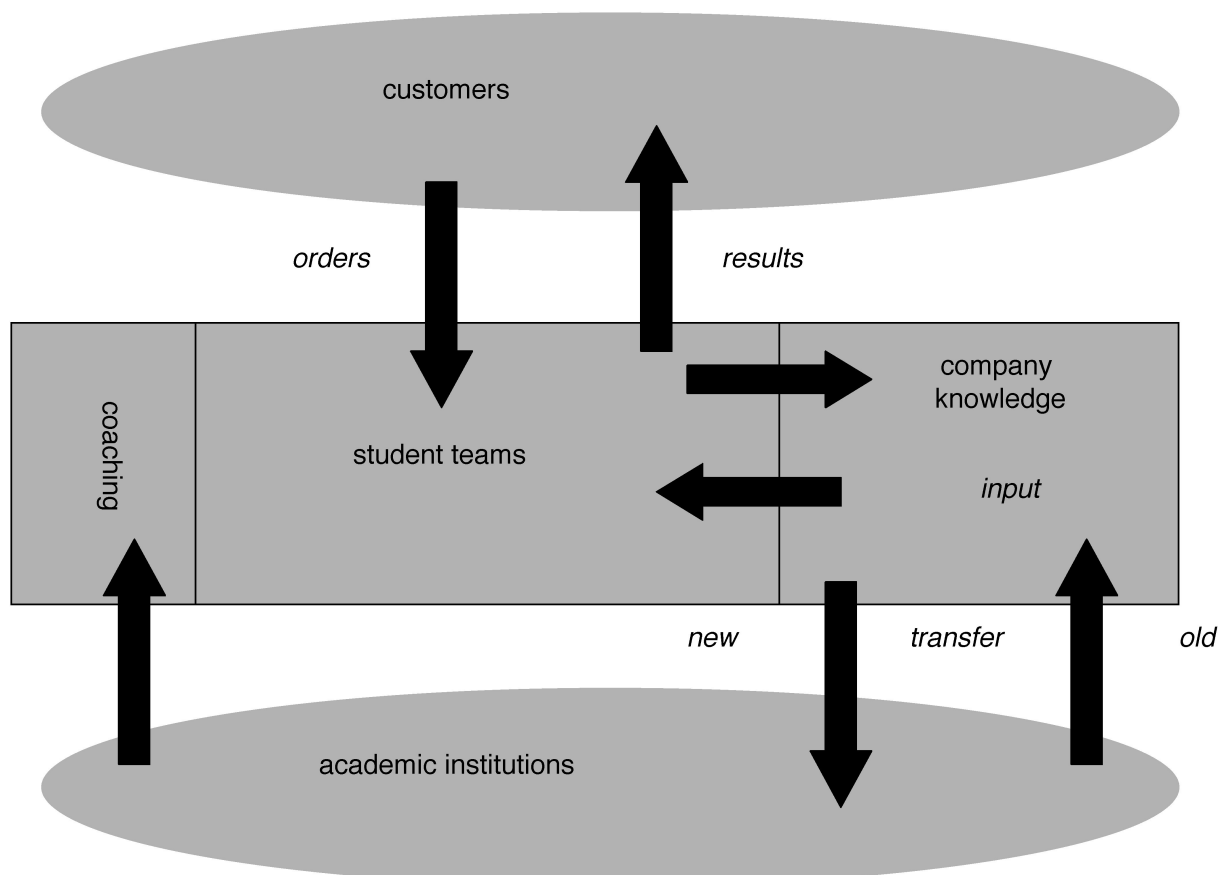 customers
orders
results
company
knowledge
coaching
student teams
input
new
transfer
old
academic institutions